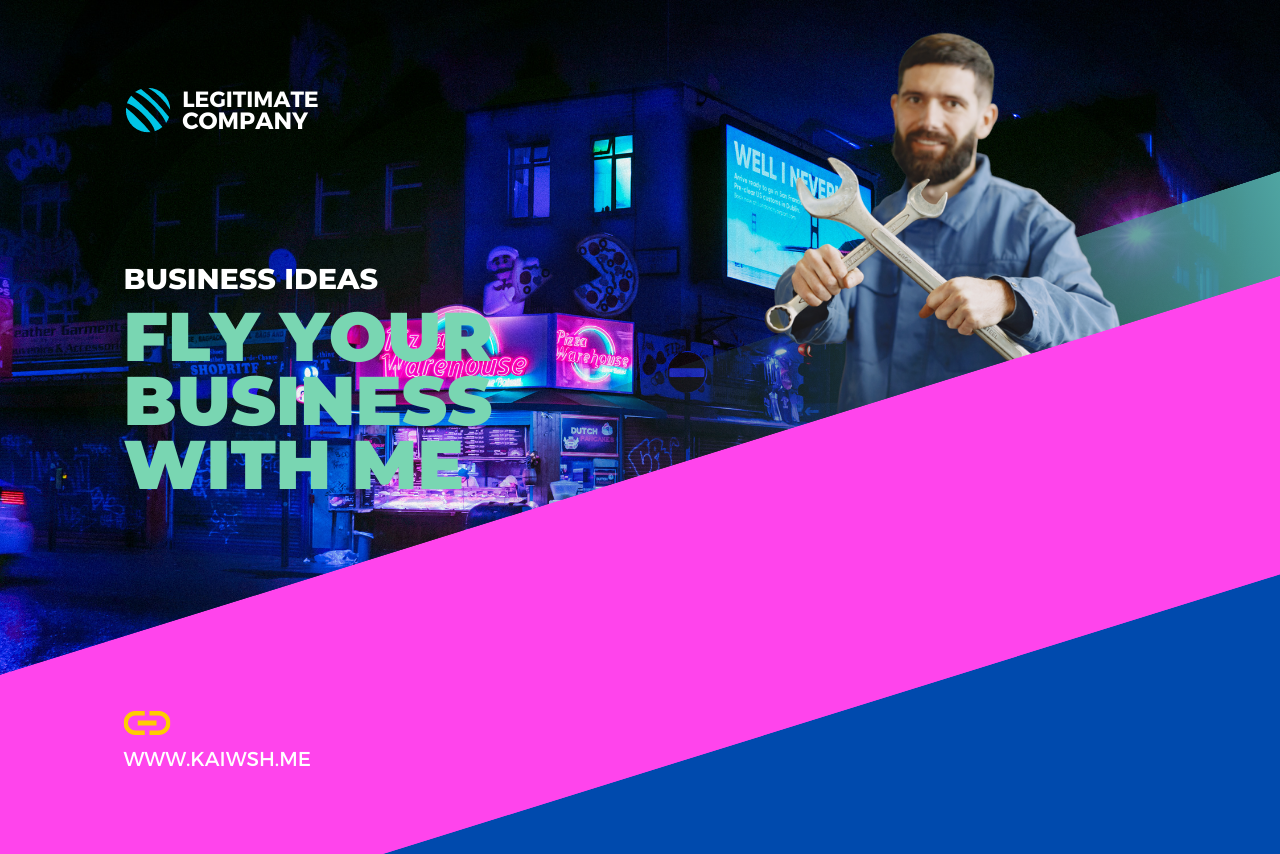 LEGITIMATE
COMPANY
WELL I NEVER!
BUSINESS IDEAS
FLY YOUR
BUSINESS
WITH ME
Pizza
Warehouse
Pizza
Warehouse
SHOPRITE
DUTCH
PANCAKES
WWW.KAIWSH.ME